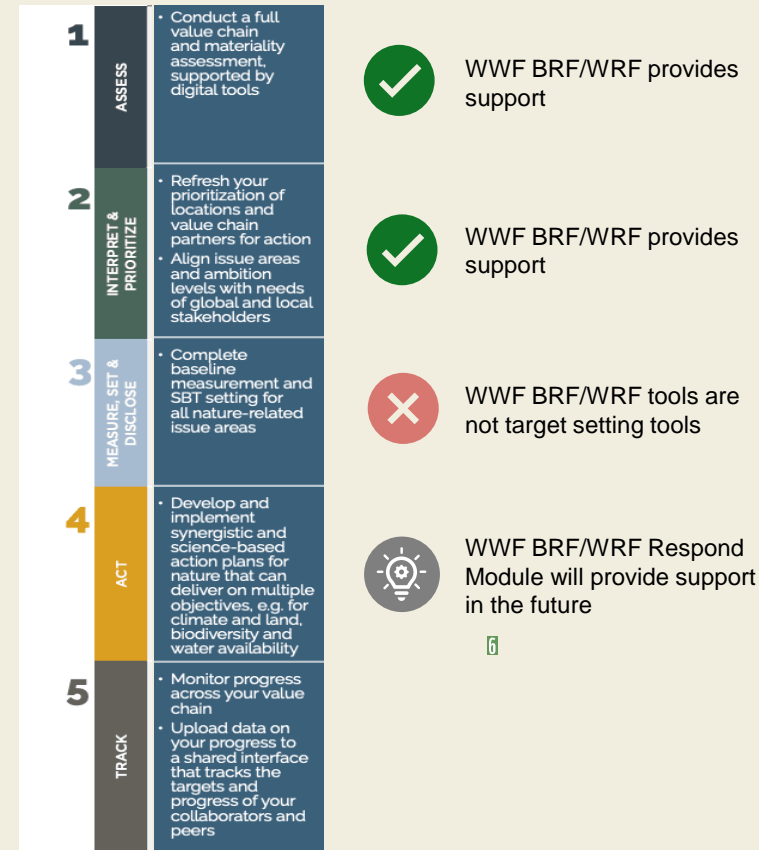 1
ASSESS
• Conduct a full
value chain
and materiality
assessment,
supported by
digital tools
WWF BRF/WRF provides
support
2
INTERPRET &
PRIORITIZE
• Refresh your
prioritization of
locations and
value chain
partners for action
• Align issue areas
and ambition
levels with needs
of global and local
stakeholders
WWF BRF/WRF provides
support
3
MEASURE, SET &
DISCLOSE
• Complete
baseline
measurement and
SBT setting for
all nature-related
issue areas
WWF BRF/WRF tools are
not target setting tools
4
ACT
• Develop and
implement
synergistic and
science-based
action plans for
nature that can
deliver on multiple
objectives, e.g. for
climate and land,
biodiversity and
water availability
WWF BRF/WRF Respond
Module will provide support
in the future
6
5
TRACK
• Monitor progress
across your value
chain
• Upload data on
your progress to
a shared interface
that tracks the
targets and
progress of your
collaborators and
peers